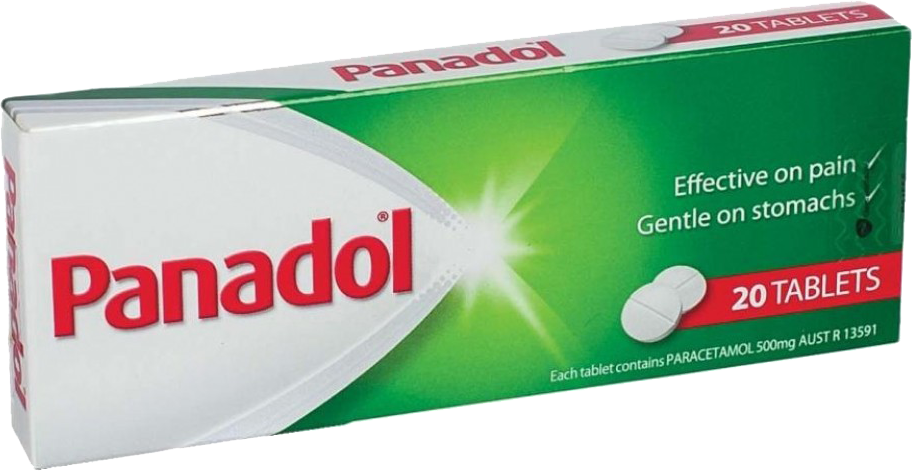 Panadol
20 TABLETS
Panadol
Panadol®
Effective on pain ✓
Gentle on stomachs ✓
20 TABLETS
Each tablet contains PARACETAMOL 500mg AUST R 13591